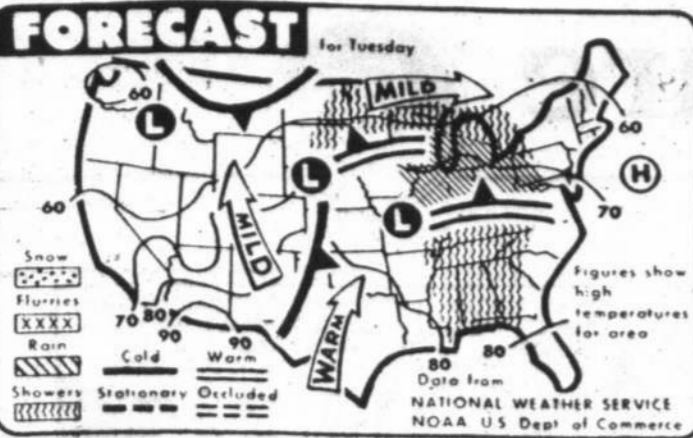 FORECAST
for Tuesday
60
MILD
L
60
L
H
60
MILD
L
70
Snow
Flurries
XXXX
Rain
Showers
70 80
90
90
WARM
Cold Warm
Stationary Occluded
80
80
Figures show
high
temperatures
for area
Data from
NATIONAL WEATHER SERVICE
NOAA US Dept of Commerce